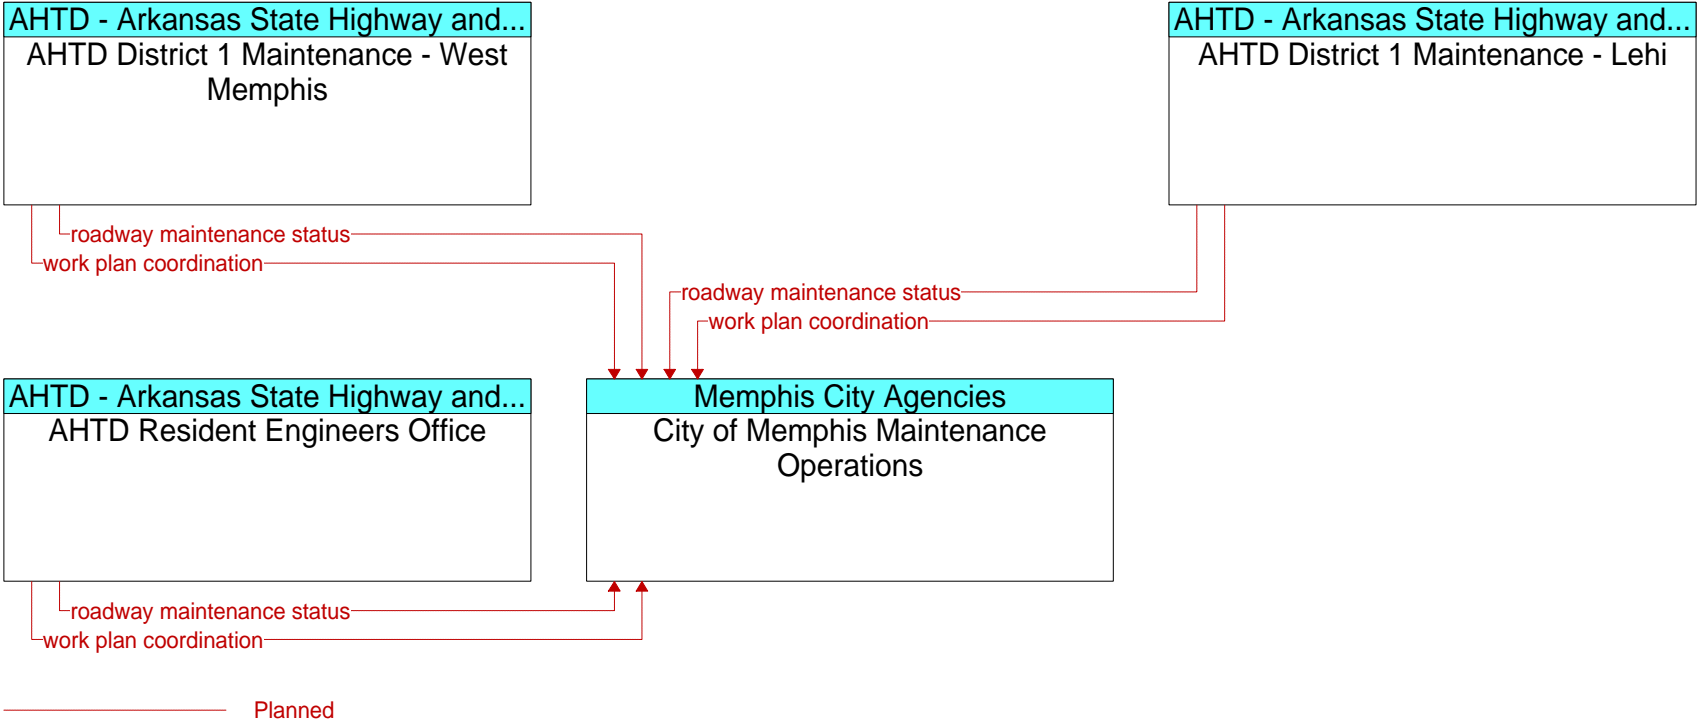 AHTD - Arkansas State Highway and...
AHTD District 1 Maintenance - West
Memphis
AHTD - Arkansas State Highway and...
AHTD District 1 Maintenance - Lehi
roadway maintenance status
work plan coordination
roadway maintenance status
work plan coordination
AHTD - Arkansas State Highway and...
AHTD Resident Engineers Office
Memphis City Agencies
City of Memphis Maintenance
Operations
roadway maintenance status
work plan coordination
Planned